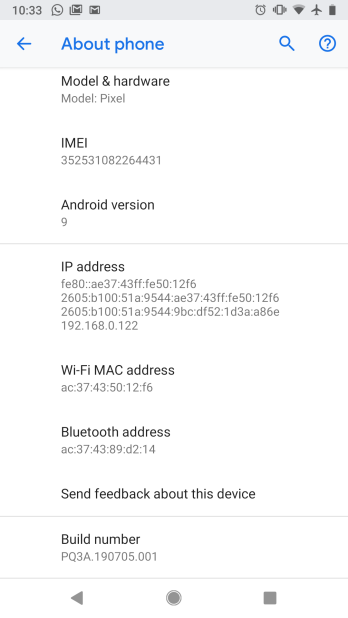 10:33
About phone
Model & hardware
Model: Pixel
IMEI
352531082264431
Android version
9
IP address
fe80::ae37:43ff:fe50:12f6
2605:b100:51a:9544:ae37:43ff:fe50:12f6
2605:b100:51a:9544:9bc:df52:1d3a:a86e
192.168.0.122
Wi-Fi MAC address
ac:37:43:50:12:f6
Bluetooth address
ac:37:43:89:d2:14
Send feedback about this device
Build number
PQ3A.190705.001